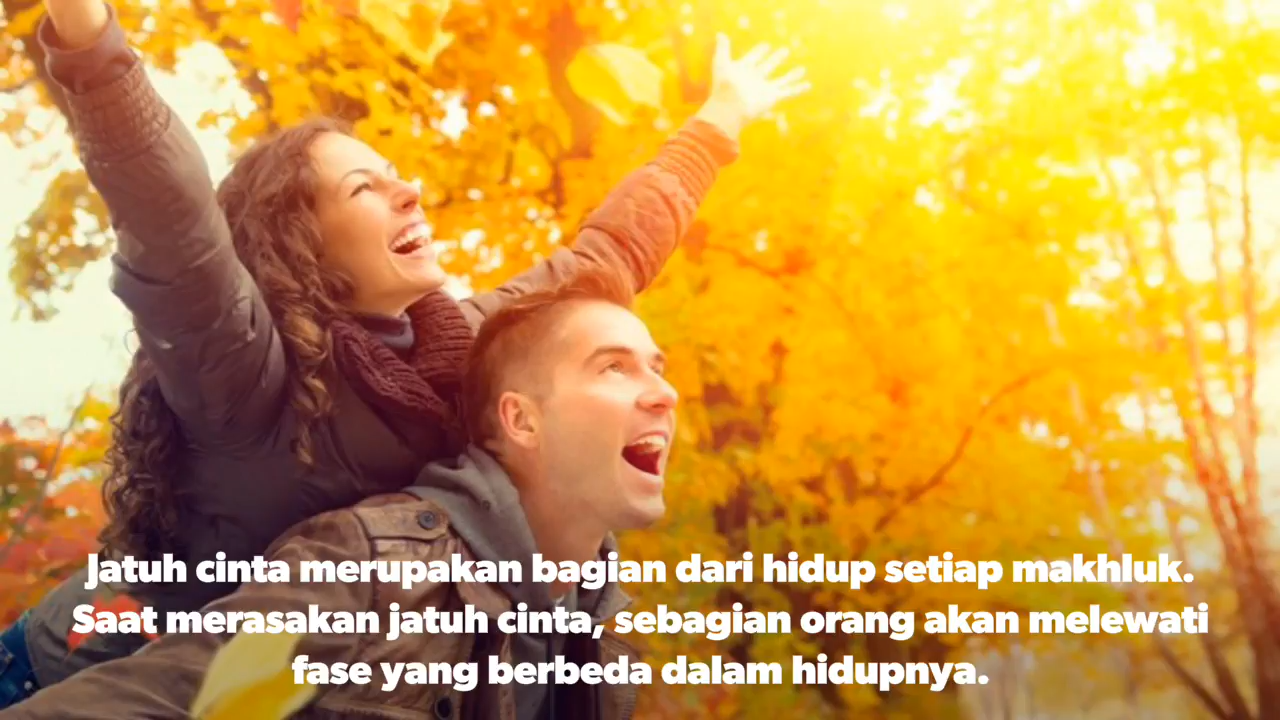 Jatuh cinta merupakan bagian dari hidup setiap makhluk.
Saat merasakan jatuh cinta, sebagian orang akan melewati
fase yang berbeda dalam hidupnya.